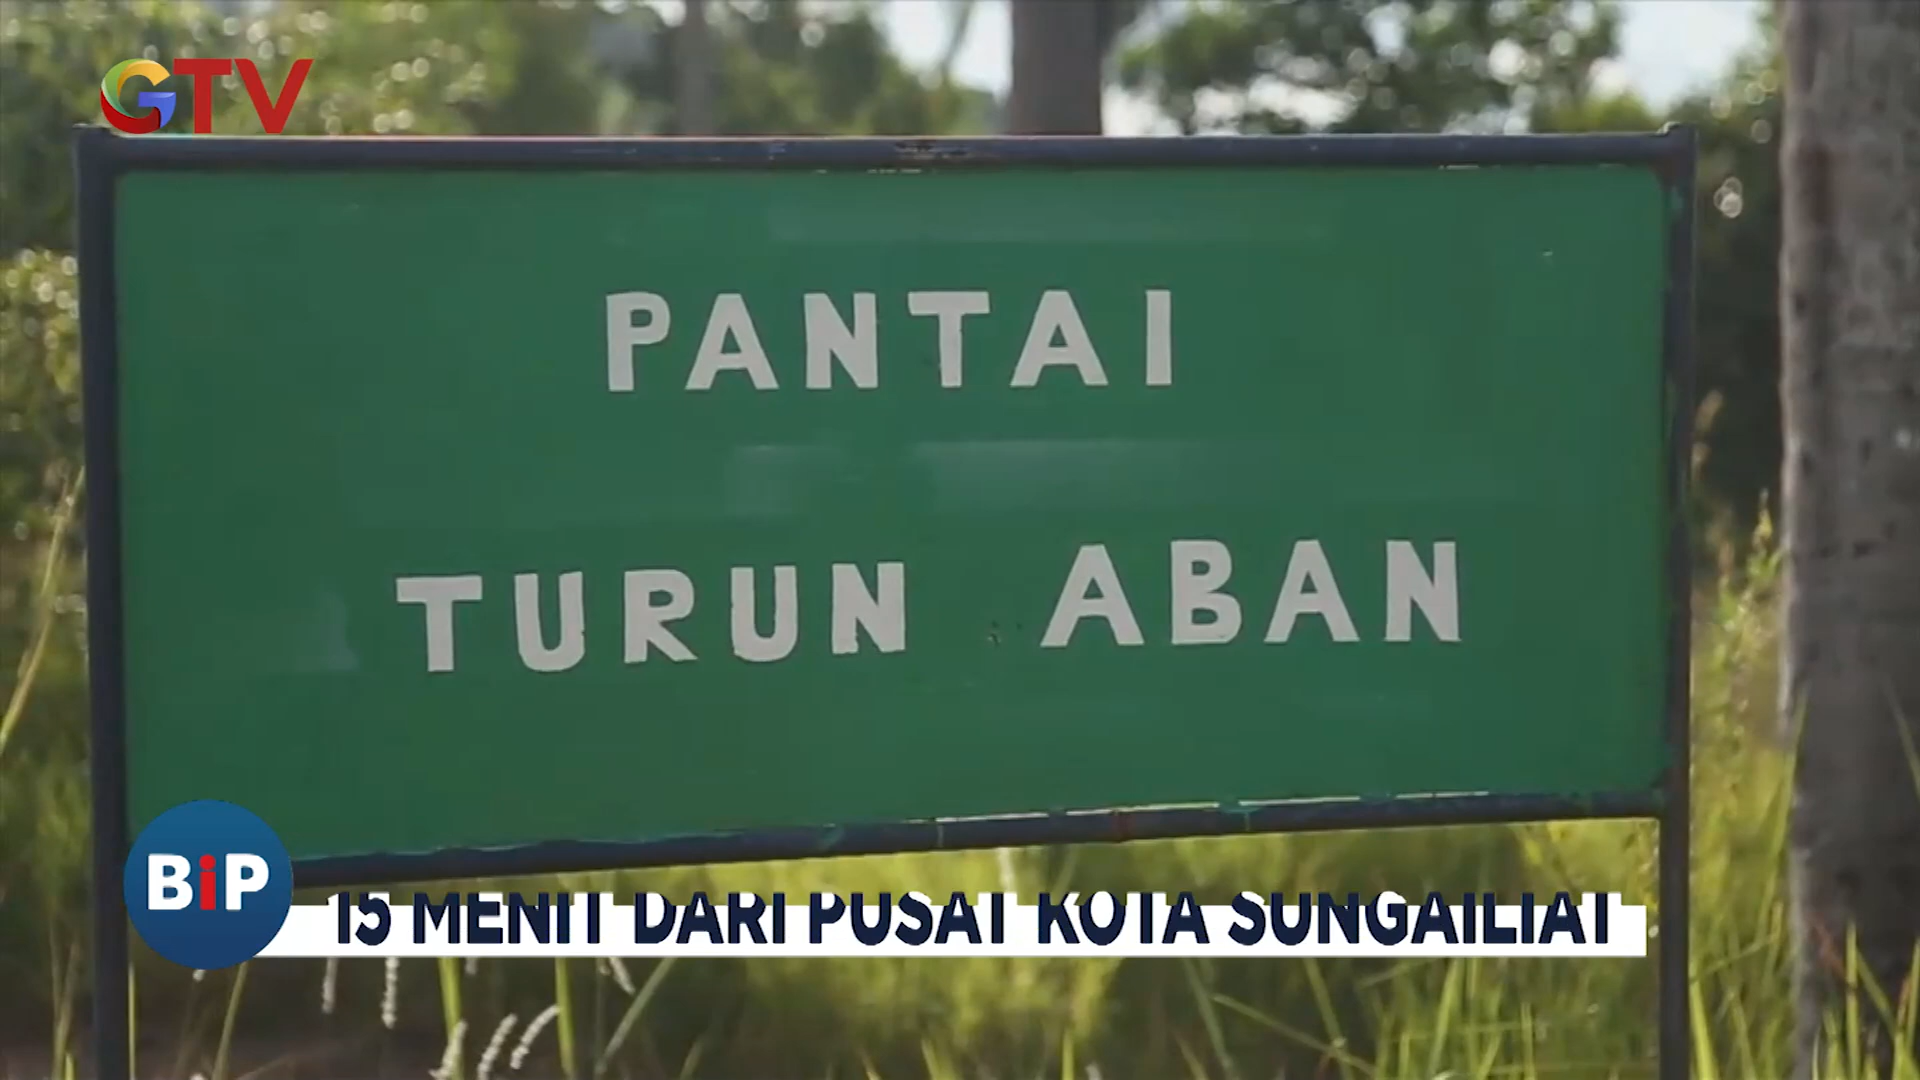 GTV
PANTAI
TURUN ABAN
BiP
15 MENIT DARI PUSAT KOTA SUNGAILIAT